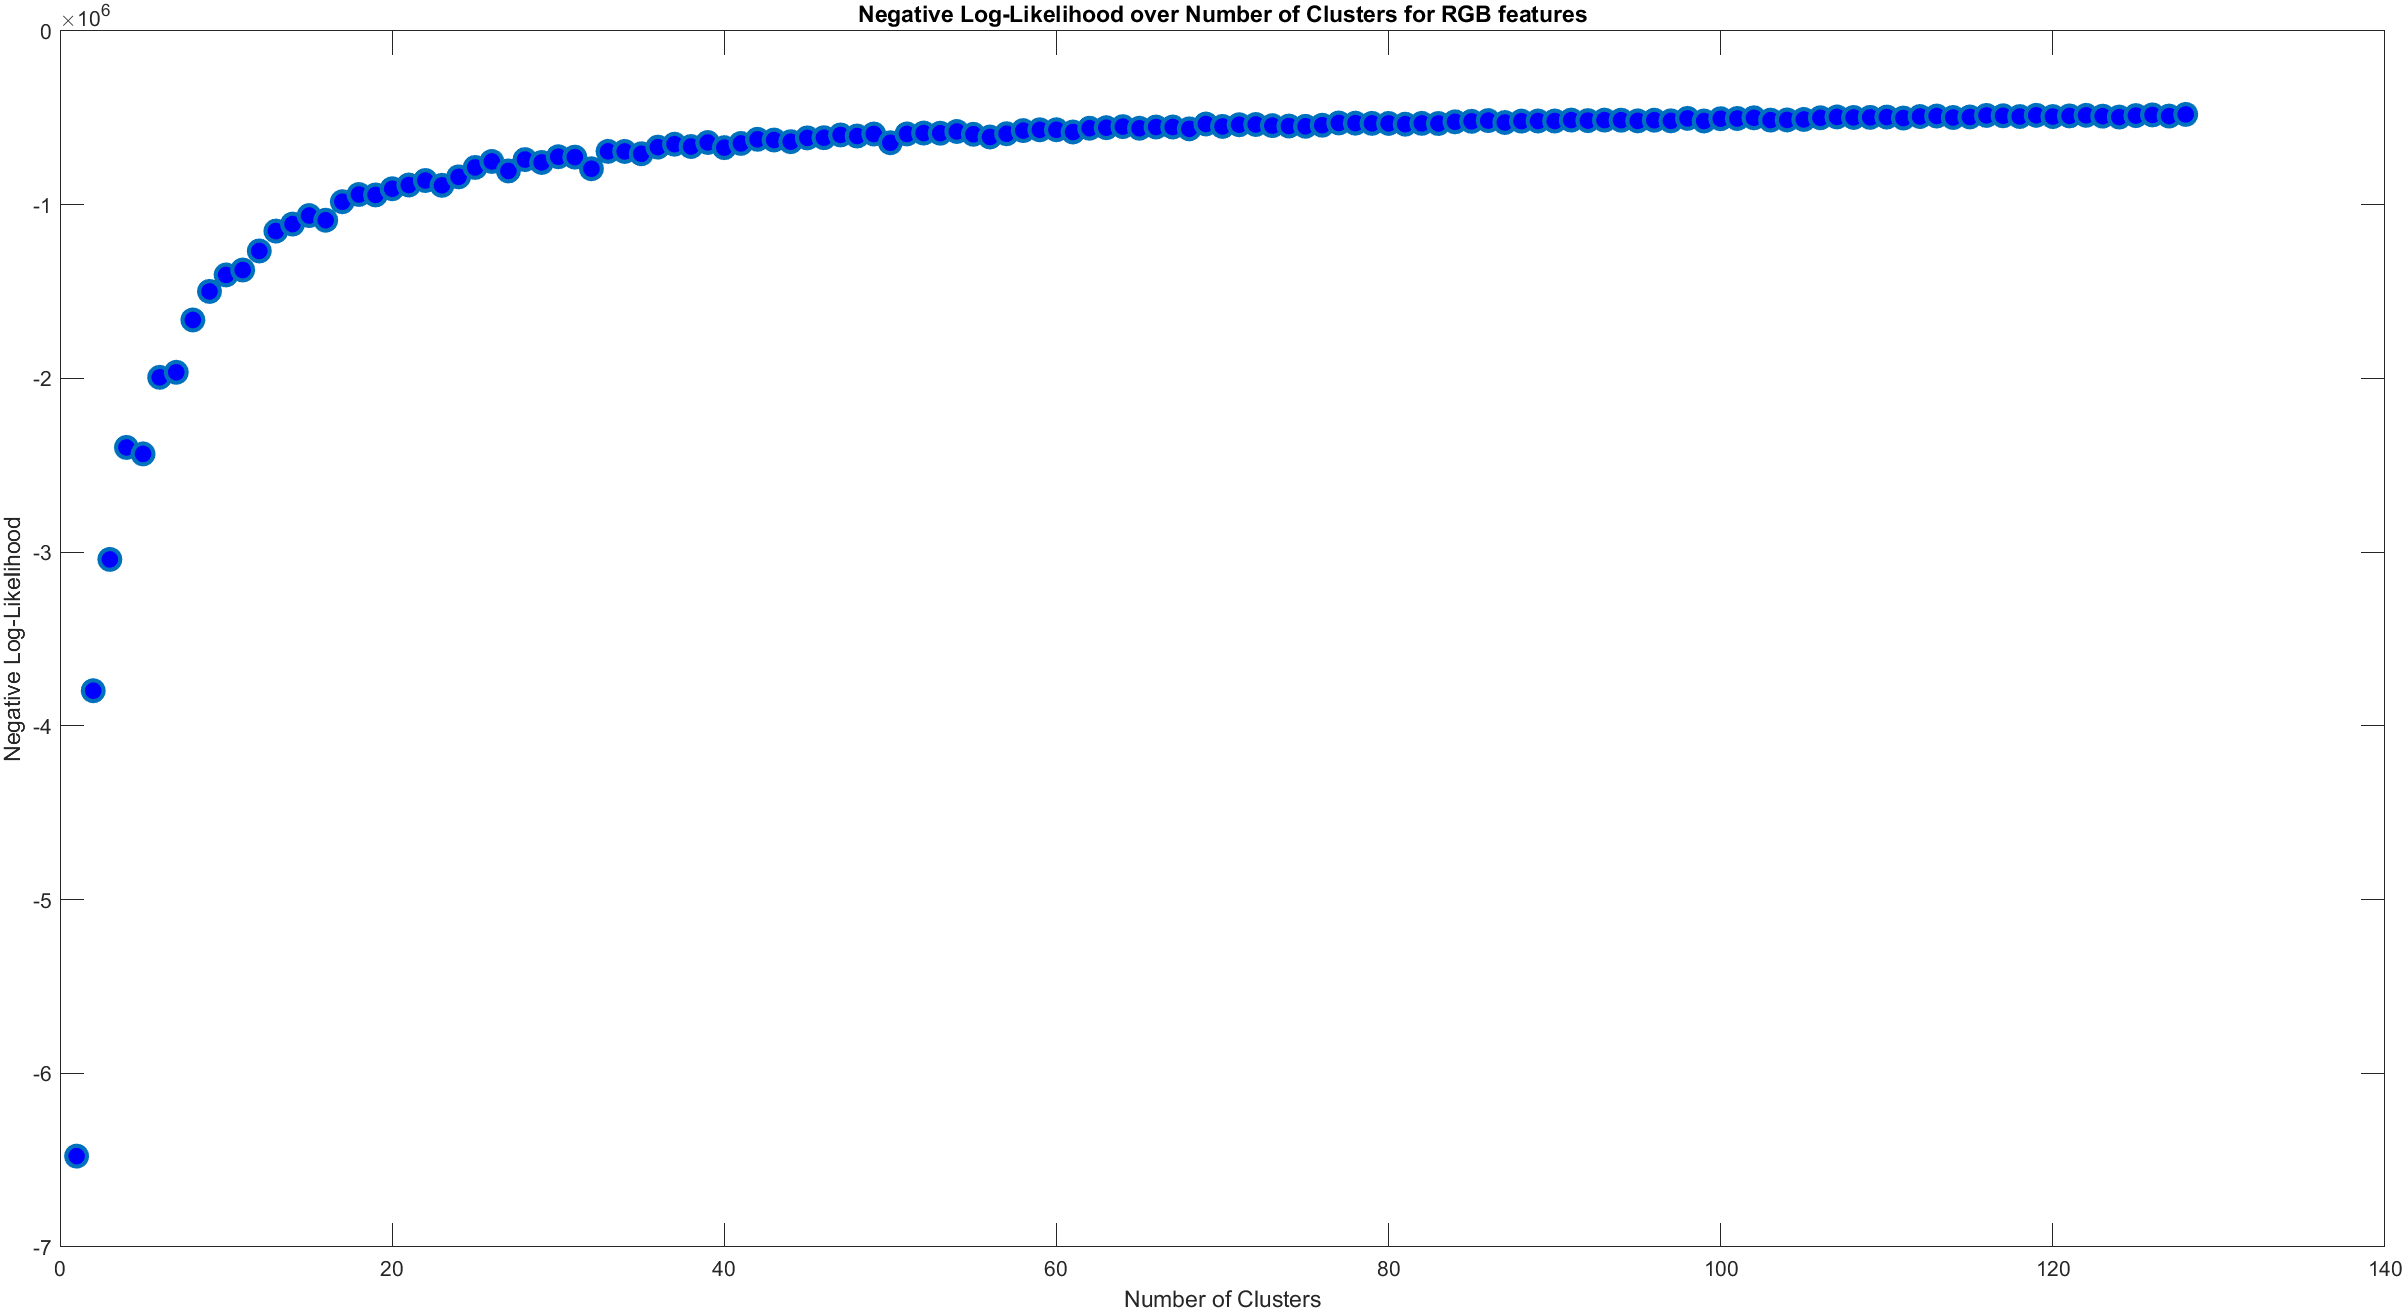 Negative Log-Likelihood over Number of Clusters for RGB features
×10^6
0
-1
-2
-3
-4
-5
-6
-7
Negative Log-Likelihood
0 20 40 60 80 100 120 140
Number of Clusters